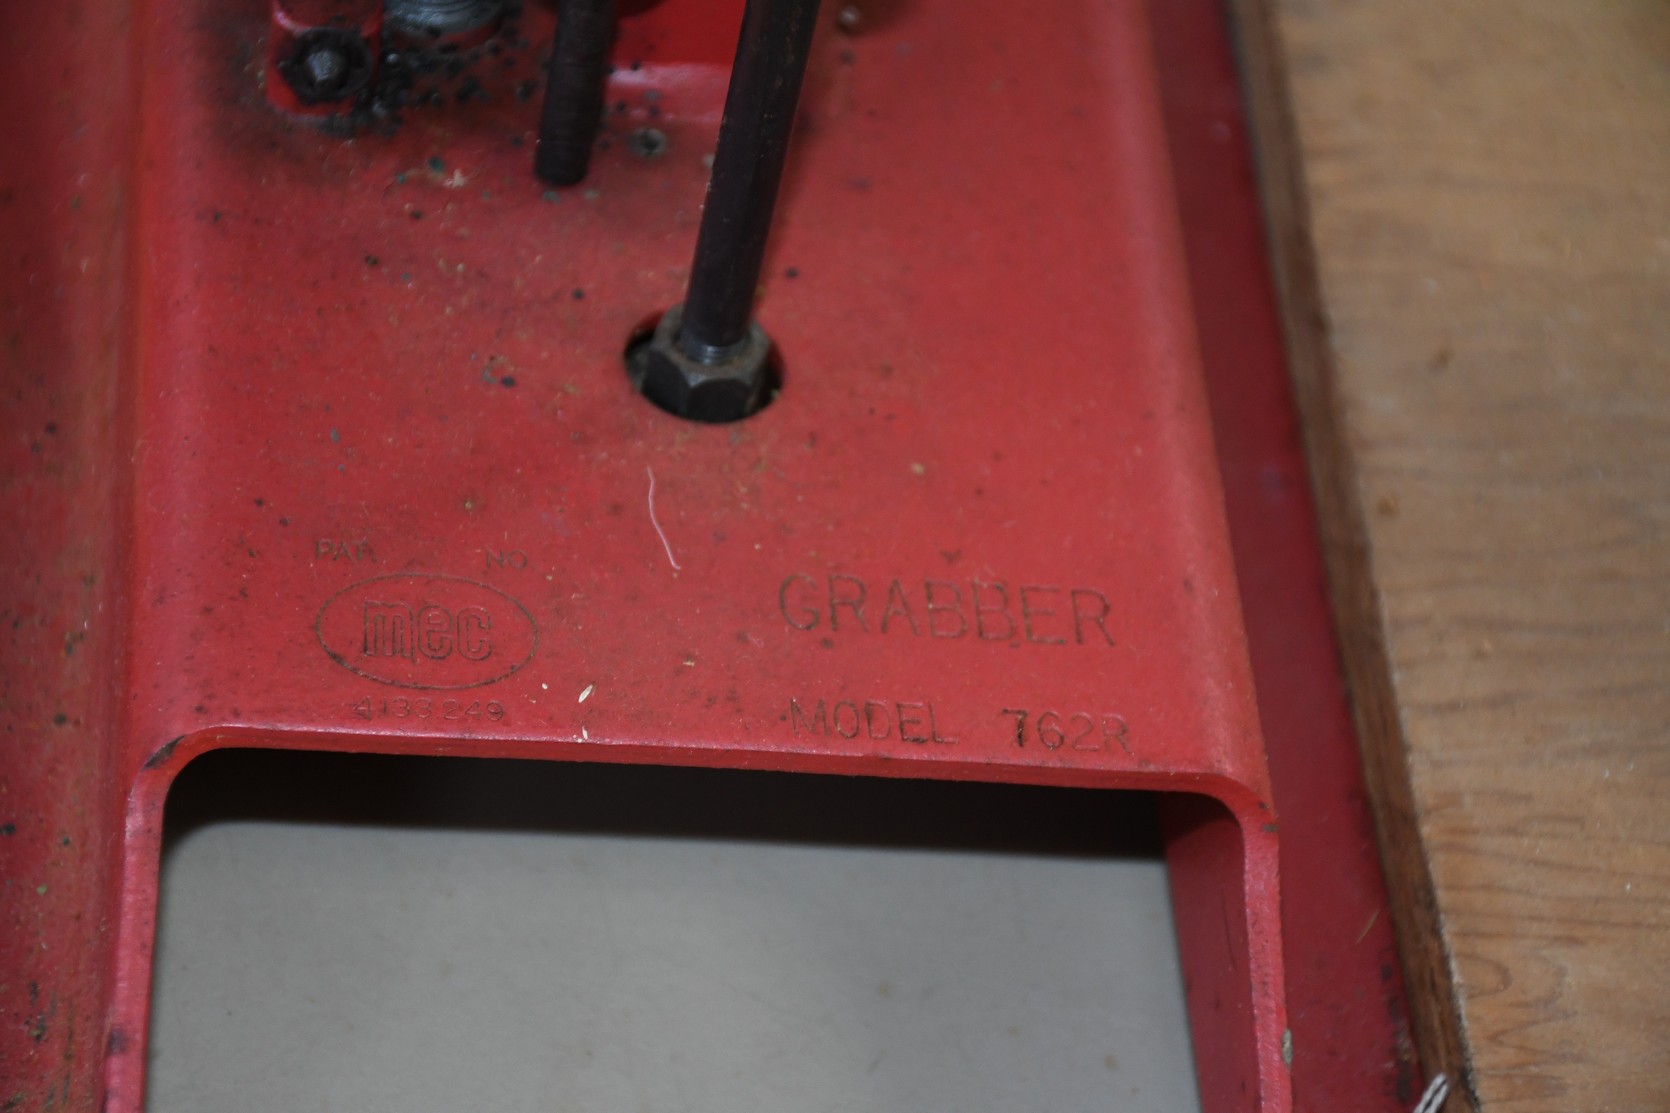 PAT. NO
mec
4133249
GRABBER
MODEL 762R